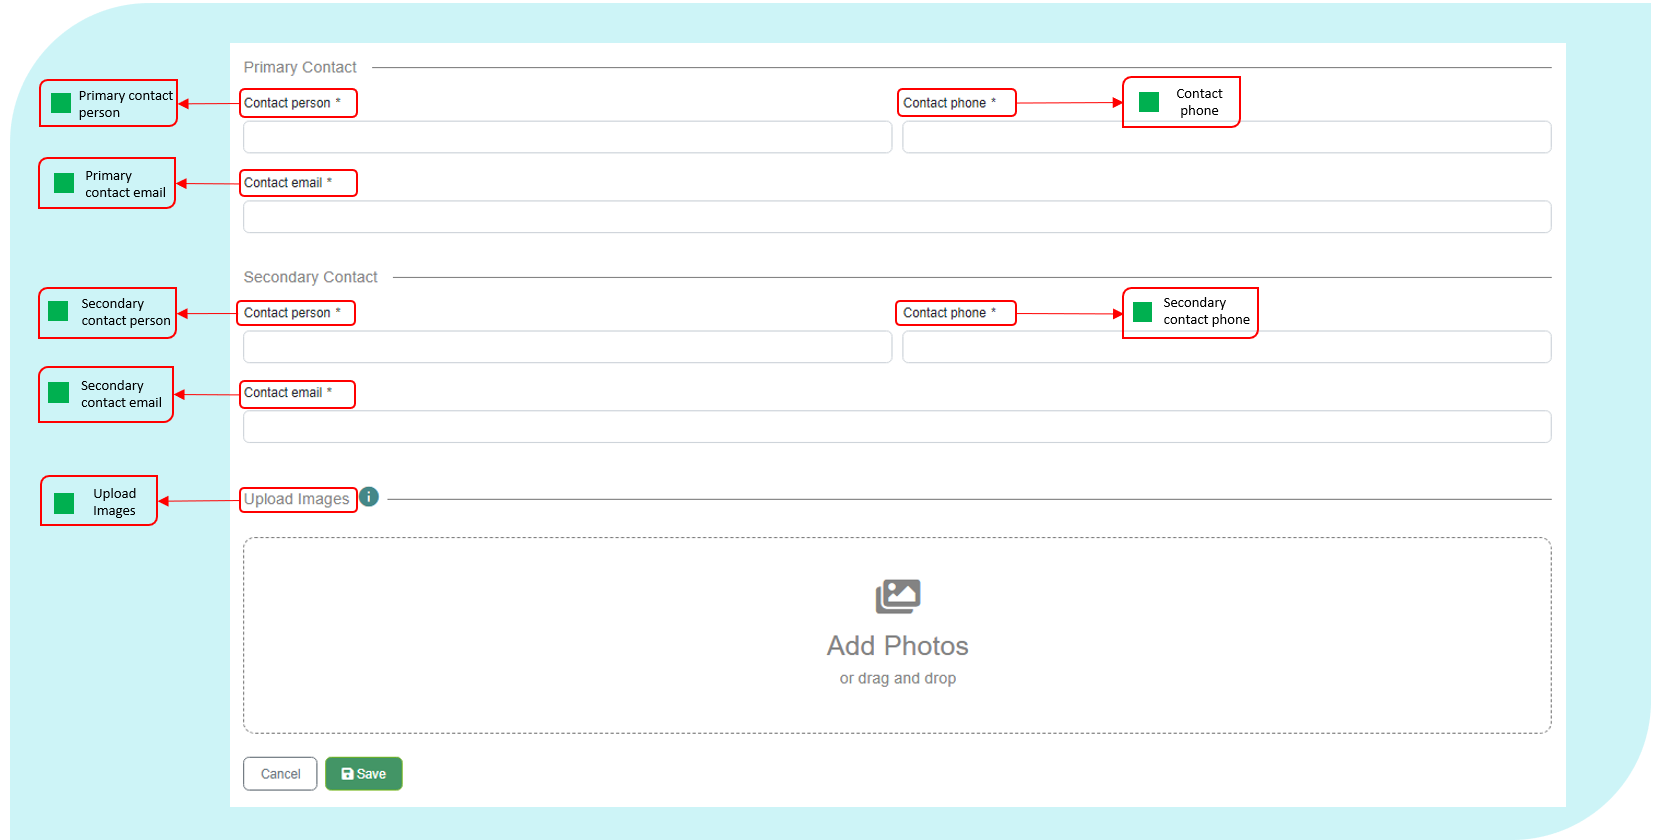 Primary Contact
Primary contact
person
Contact person *
Contact phone *
Contact
phone
Primary
contact email
Contact email *
Secondary Contact
Secondary
contact person
Contact person *
Contact phone *
Secondary
contact phone
Secondary
contact email
Contact email *
Upload
Images
Upload Images i
Add Photos
or drag and drop
Cancel
Save